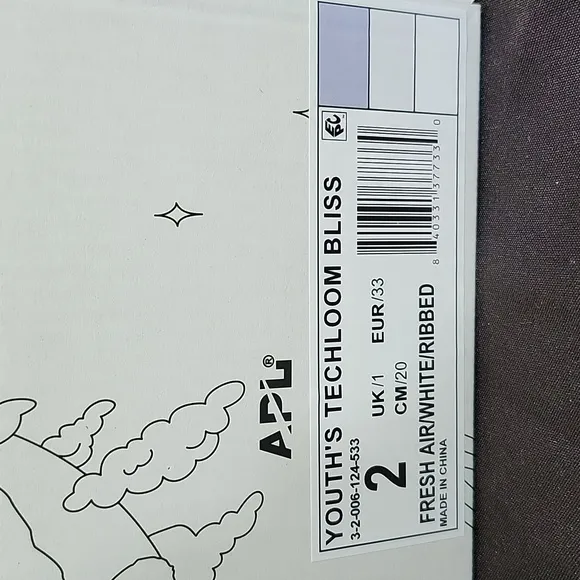 APL®
YOUTH'S TECHLOOM BLISS
3-2-006-124-533
2
UK/1 EUR/33
CM/20
FRESH AIR/WHITE/RIBBED
MADE IN CHINA
8 40331 37733 0